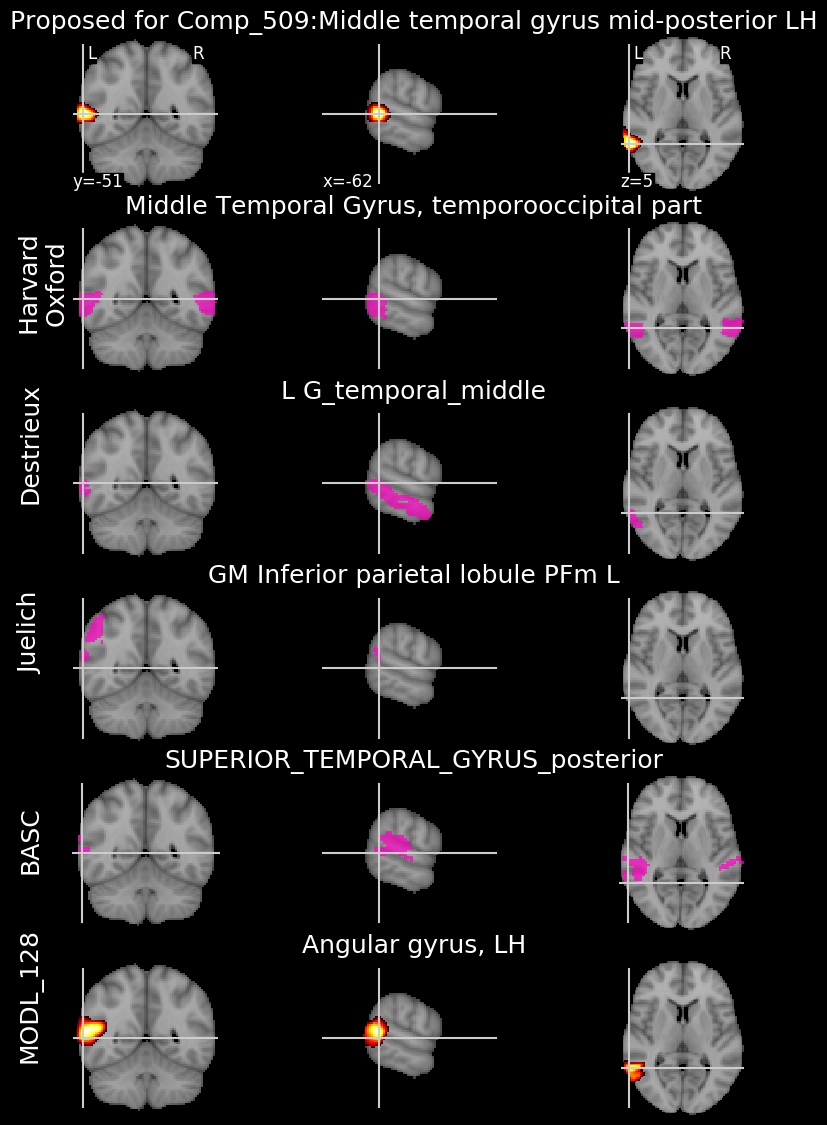 Proposed for Comp_509:Middle temporal gyrus mid-posterior LH
L R
L R
y=-51
x=-62
z=5
Middle Temporal Gyrus, temporooccipital part
Harvard
Oxford
L G_temporal_middle
Destrieux
GM Inferior parietal lobule PFm L
Juelich
SUPERIOR_TEMPORAL_GYRUS_posterior
BASC
Angular gyrus, LH
MODL_128